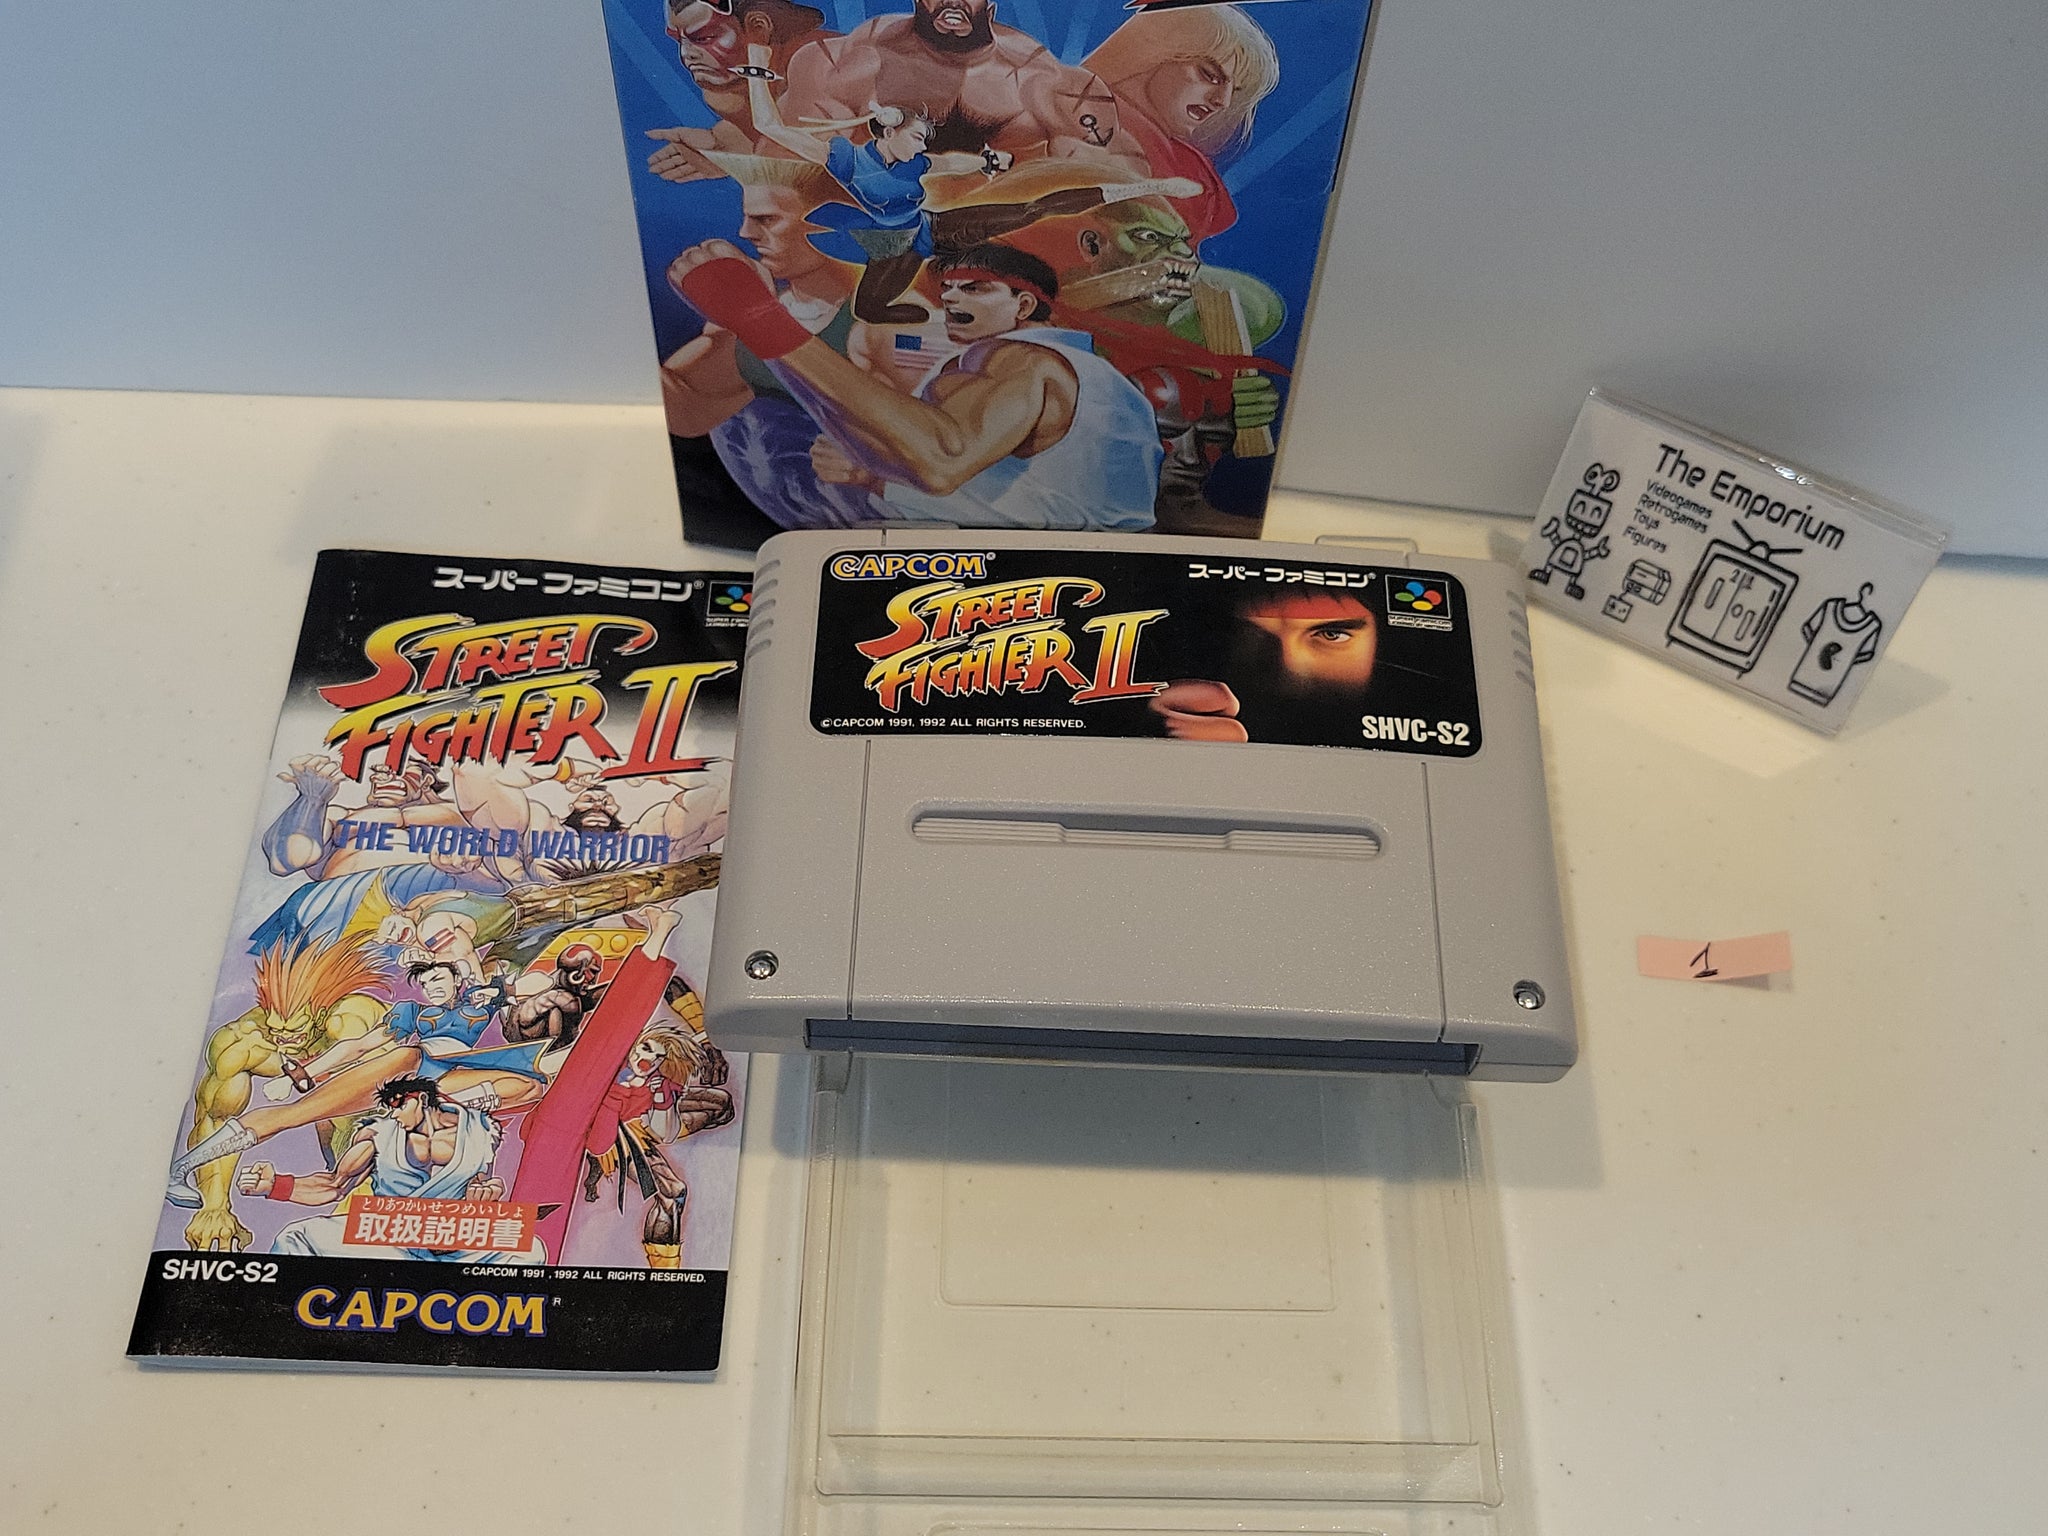 スーパーファミコン®
STREET
FIGHTER II
THE WORLD WARRIOR
とりあつかいせつめいしょ
取扱説明書
SHVC-S2
©CAPCOM 1991, 1992 ALL RIGHTS RESERVED.
CAPCOM®
CAPCOM®
スーパーファミコン®
STREET
FIGHTER II
©CAPCOM 1991, 1992 ALL RIGHTS RESERVED.
SHVC-S2
The Emporium
Videogames
Retrogames
Toys
Figures
21
1